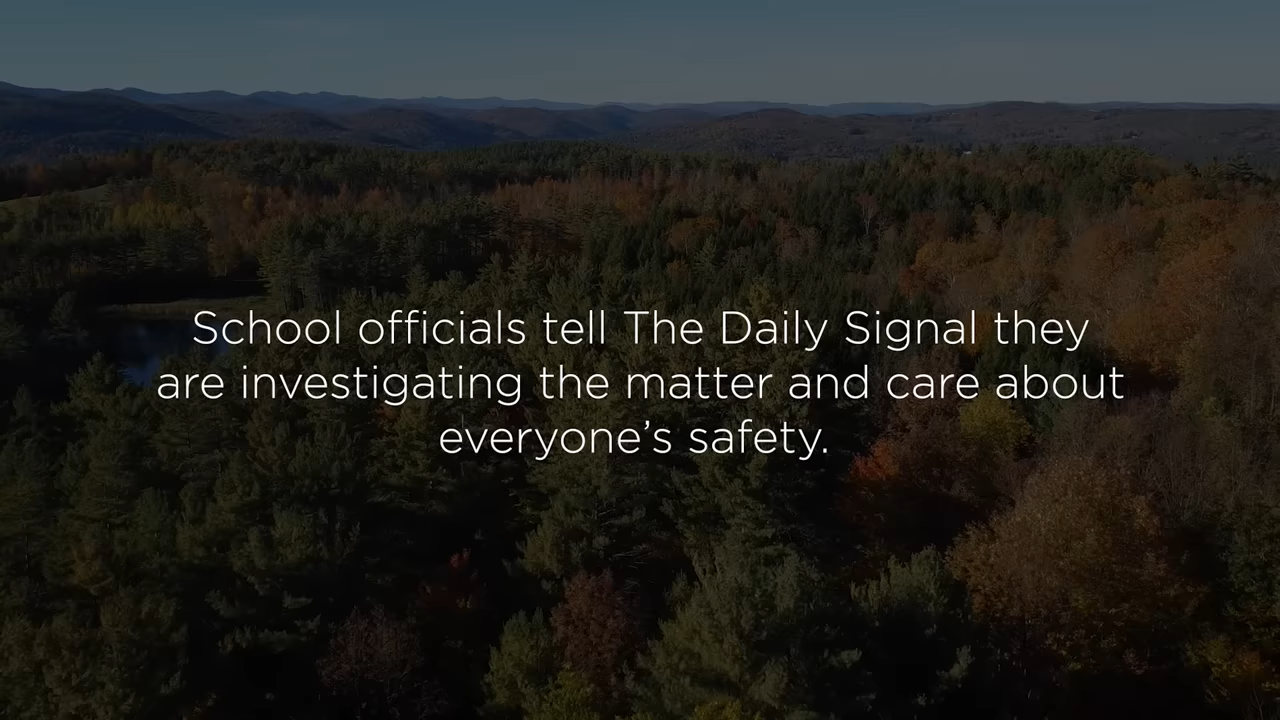 School officials tell The Daily Signal they
are investigating the matter and care about
everyone’s safety.